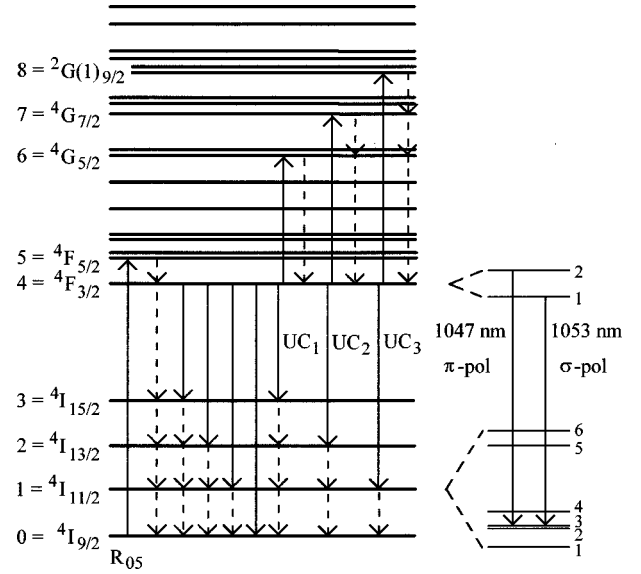 8 = ²G(1)₉/₂
7 = ⁴G₇/₂
6 = ⁴G₅/₂
5 = ⁴F₅/₂
4 = ⁴F₃/₂
UC₁ UC₂ UC₃
3 = ⁴I₁₅/₂
2 = ⁴I₁₃/₂
1 = ⁴I₁₁/₂
0 = ⁴I₉/₂
R₀₅
2
1
1047 nm 1053 nm
π-pol σ-pol
6
5
4
3
2
1